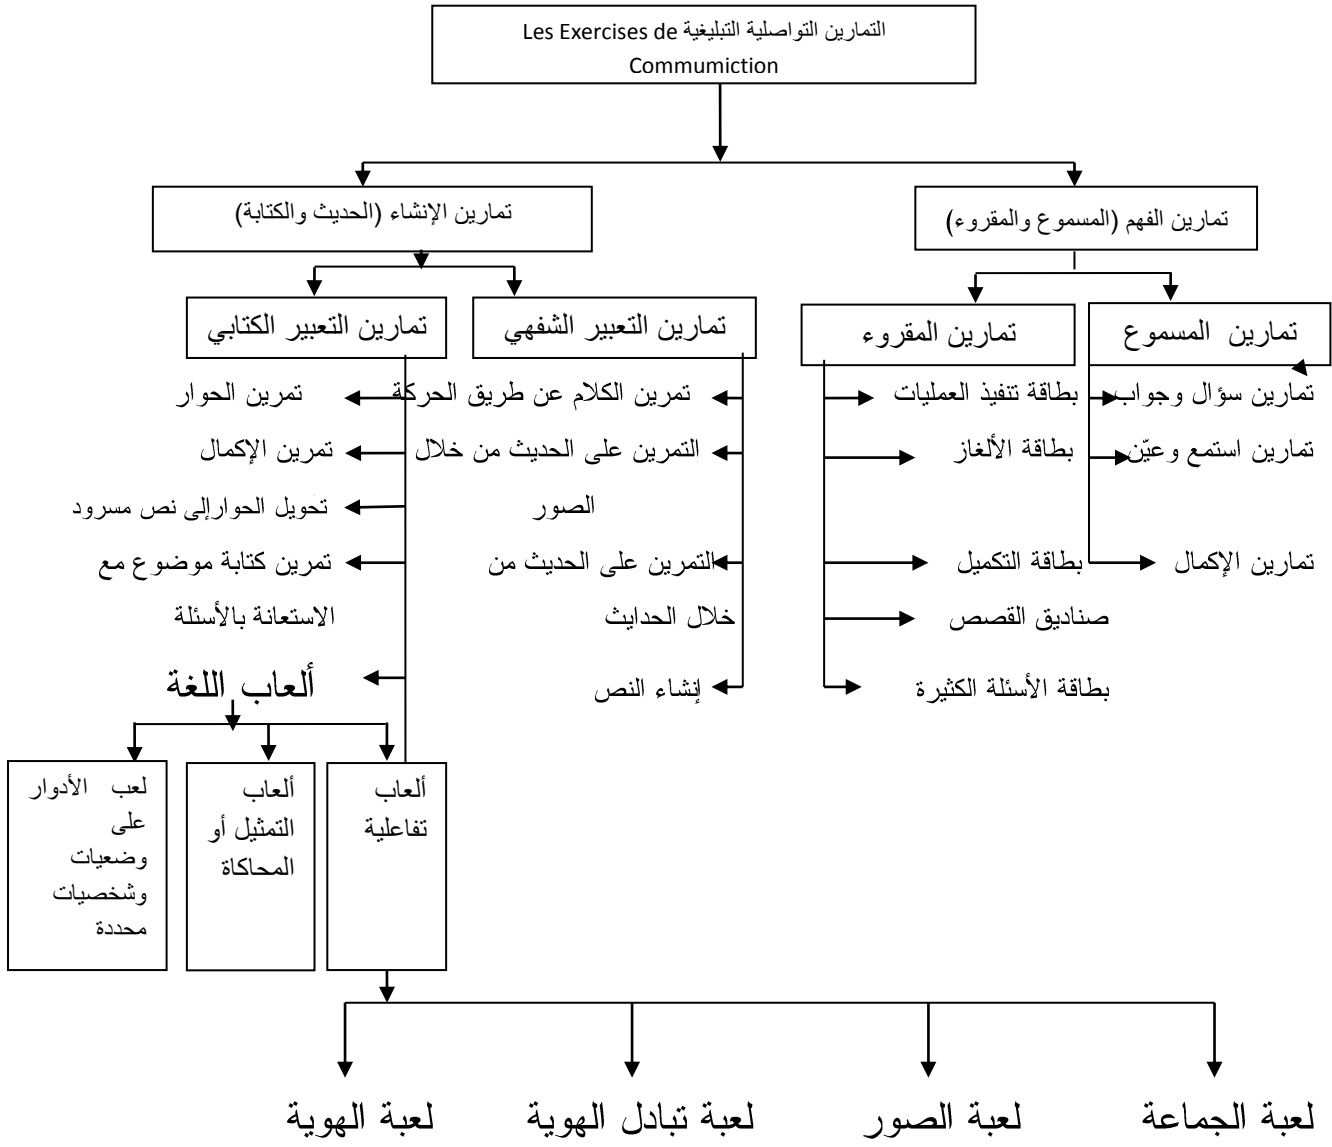 التمارين التواصلية التبليغية Les Exercises de
Commumiction
تمارين الفهم (المسموع والمقروء)
تمارين الإنشاء (الحديث والكتابة)
تمارين المسموع
تمارين المقروء
تمارين التعبير الشفهي
تمارين التعبير الكتابي
تمارين سؤال وجواب
تمارين استمع وعيّن
تمارين الإكمال
بطاقة تنفيذ العمليات
بطاقة الألغاز
بطاقة التكميل
صناديق القصص
بطاقة الأسئلة الكثيرة
تمرين الكلام عن طريق الحركة
التمرين على الحديث من خلال
الصور
التمرين على الحديث من
خلال الحدايث
إنشاء النص
تمرين الحوار
تمرين الإكمال
تحويل الحوارإلى نص مسرود
تمرين كتابة موضوع مع
الاستعانة بالأسئلة
ألعاب اللغة
ألعاب
تفاعلية
ألعاب
التمثيل أو
المحاكاة
لعب الأدوار
على
وضعيات
وشخصيات
محددة
لعبة الجماعة
لعبة الصور
لعبة تبادل الهوية
لعبة الهوية